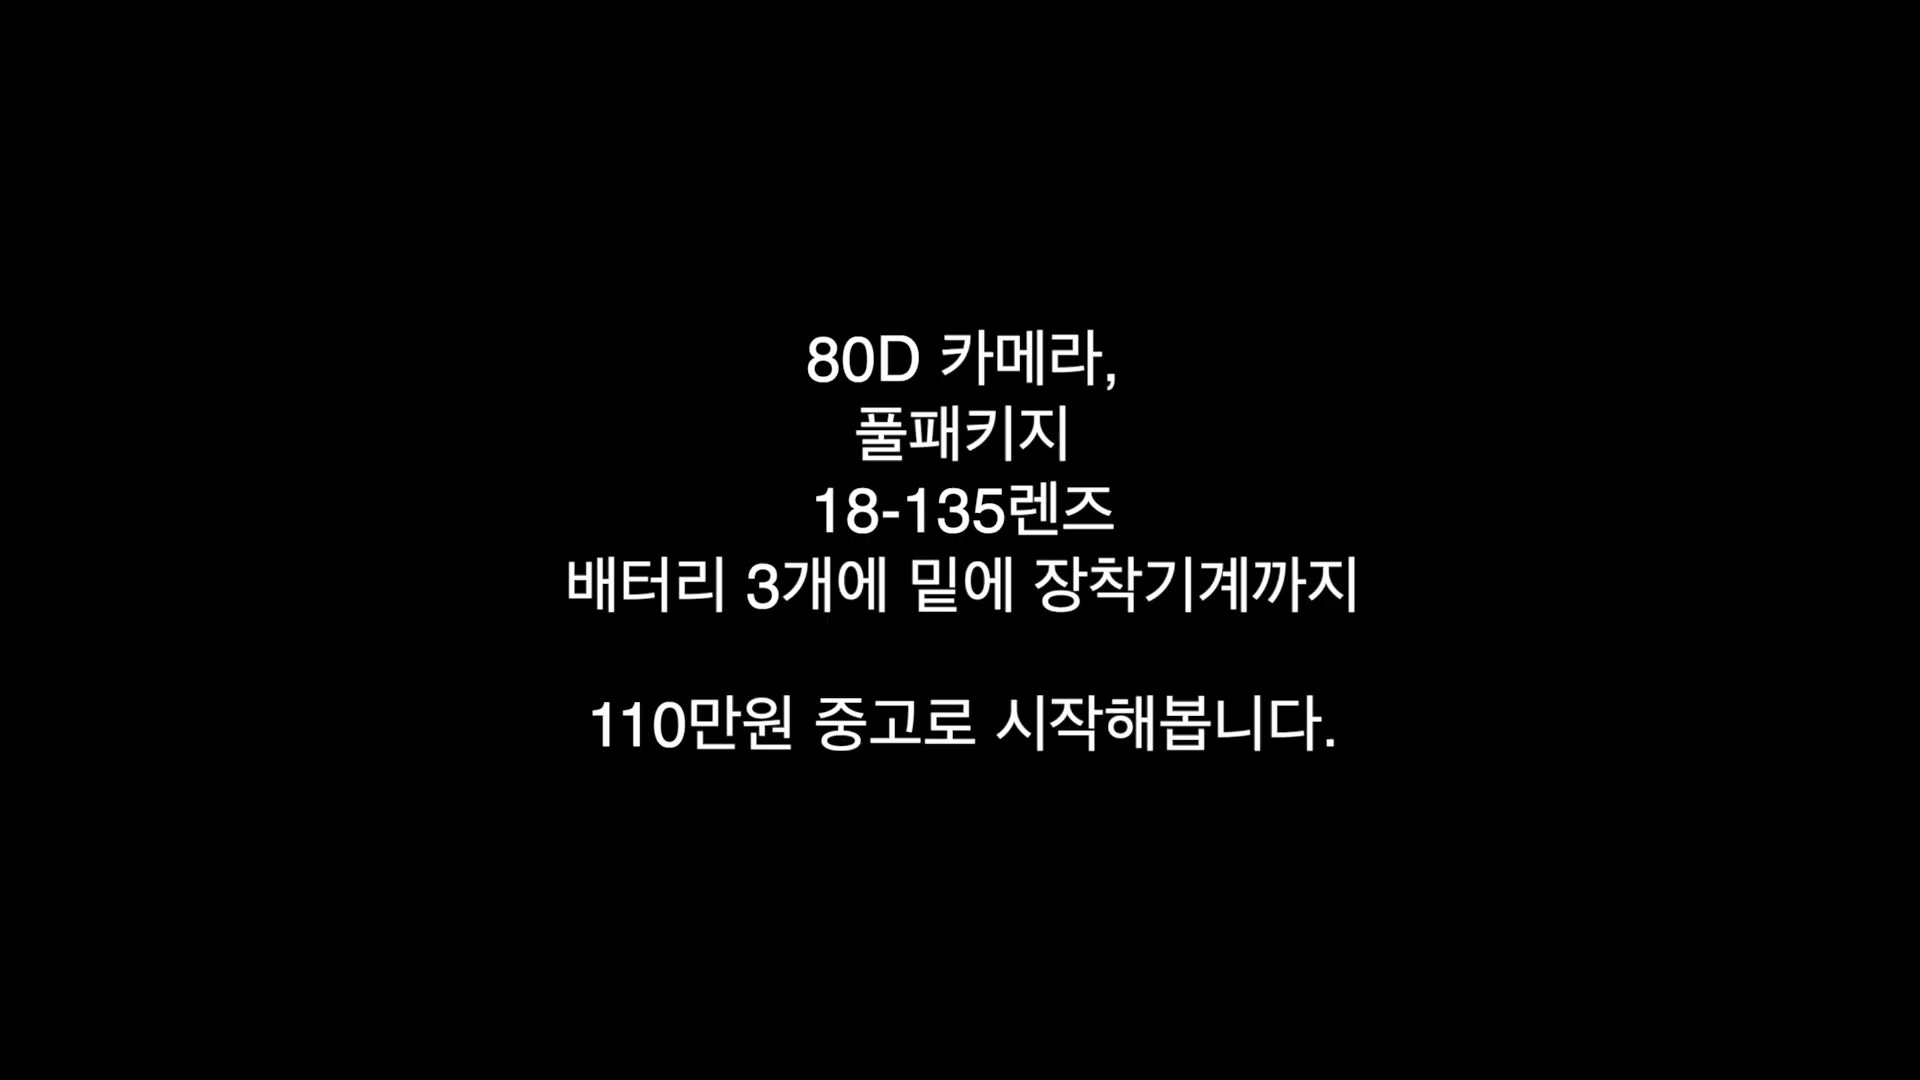 80D 카메라,
풀패키지
18-135렌즈
배터리 3개에 밑에 장착기계까지
110만원 중고로 시작해봅니다.